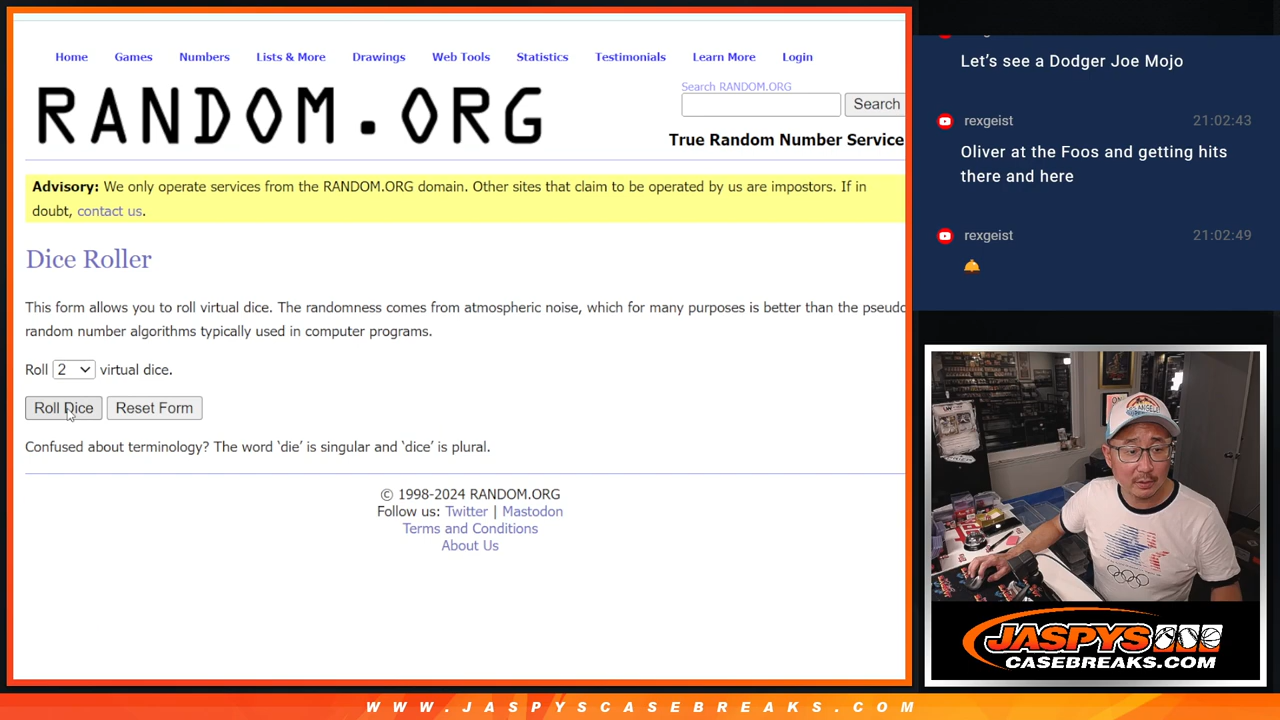 Home Games Numbers Lists & More Drawings Web Tools Statistics Testimonials Learn More Login
RANDOM.ORG
Search RANDOM.ORG
Search
True Random Number Service
Advisory: We only operate services from the RANDOM.ORG domain. Other sites that claim to be operated by us are impostors. If in
doubt, contact us.
Dice Roller
This form allows you to roll virtual dice. The randomness comes from atmospheric noise, which for many purposes is better than the pseudo
random number algorithms typically used in computer programs.
Roll 2 virtual dice.
Roll Dice Reset Form
Confused about terminology? The word ‘die’ is singular and ‘dice’ is plural.
© 1998-2024 RANDOM.ORG
Follow us: Twitter | Mastodon
Terms and Conditions
About Us
Let’s see a Dodger Joe Mojo
rexgeist 21:02:43
Oliver at the Foos and getting hits
there and here
rexgeist 21:02:49
JASPYS
CASEBREAKS.COM
WWW.JASPYSCASEBREAKS.COM